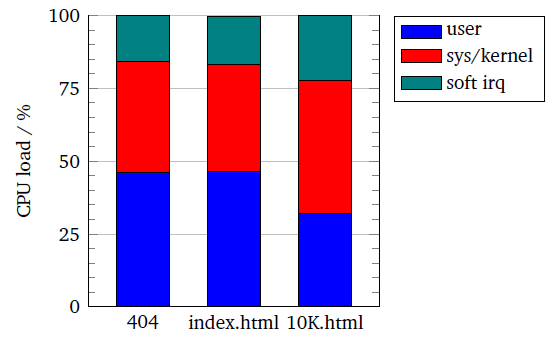 100
75
50
25
0
CPU load / %
404
index.html
10K.html
user
sys/kernel
soft irq